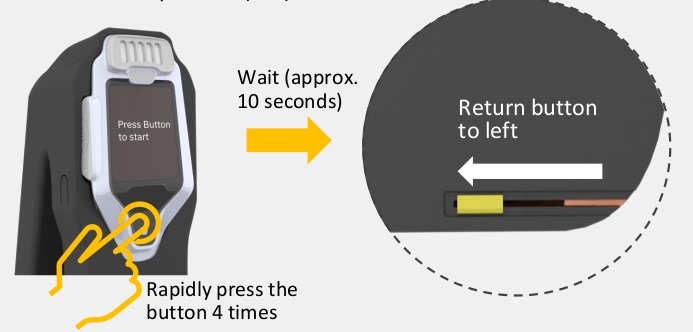 Wait (approx.
10 seconds)
Return button
to left
Press Button
to start
Rapidly press the
button 4 times